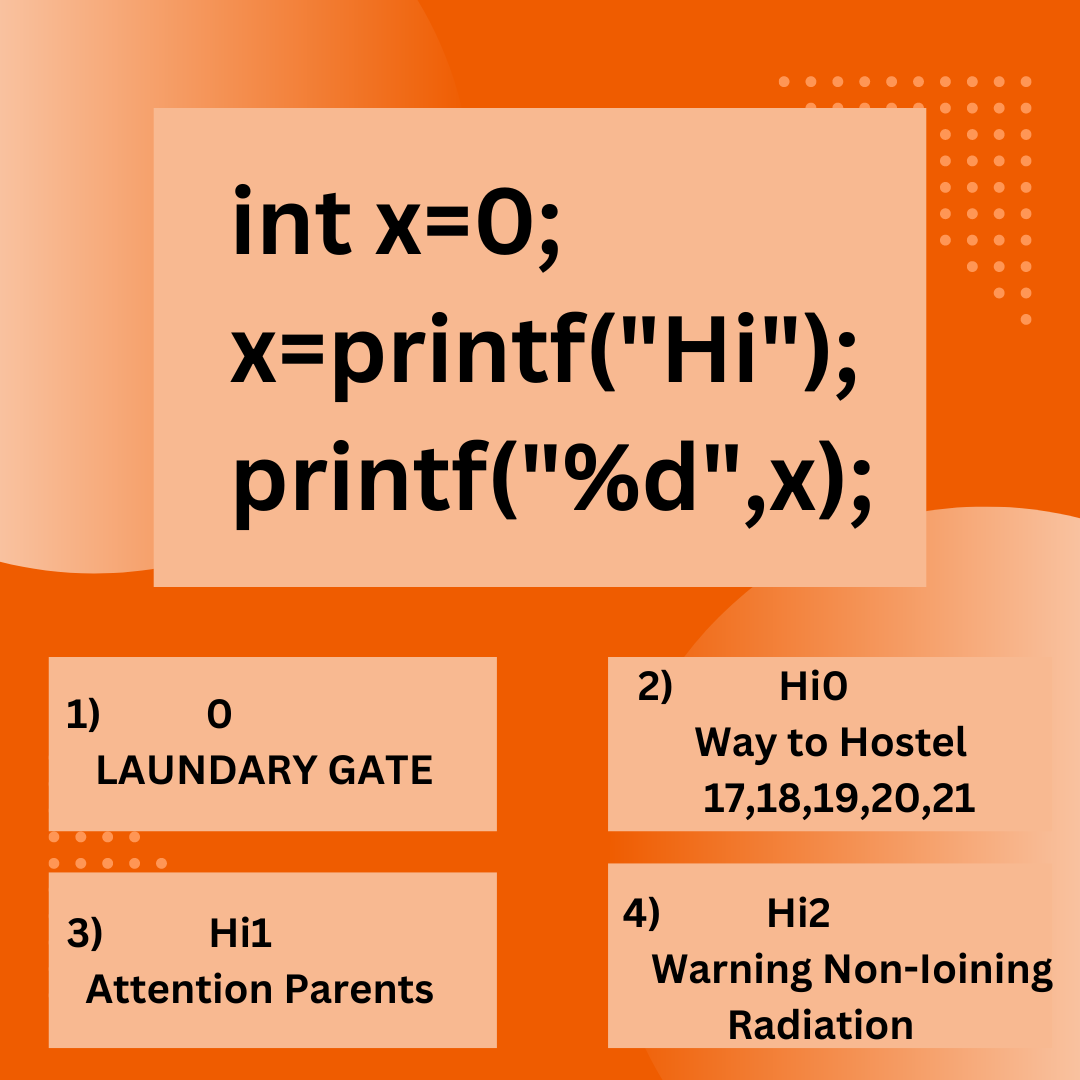 int x=0;
x=printf("Hi");
printf("%d",x);
1) 0
LAUNDARY GATE
2) Hi0
Way to Hostel
17,18,19,20,21
3) Hi1
Attention Parents
4) Hi2
Warning Non-Ioining
Radiation